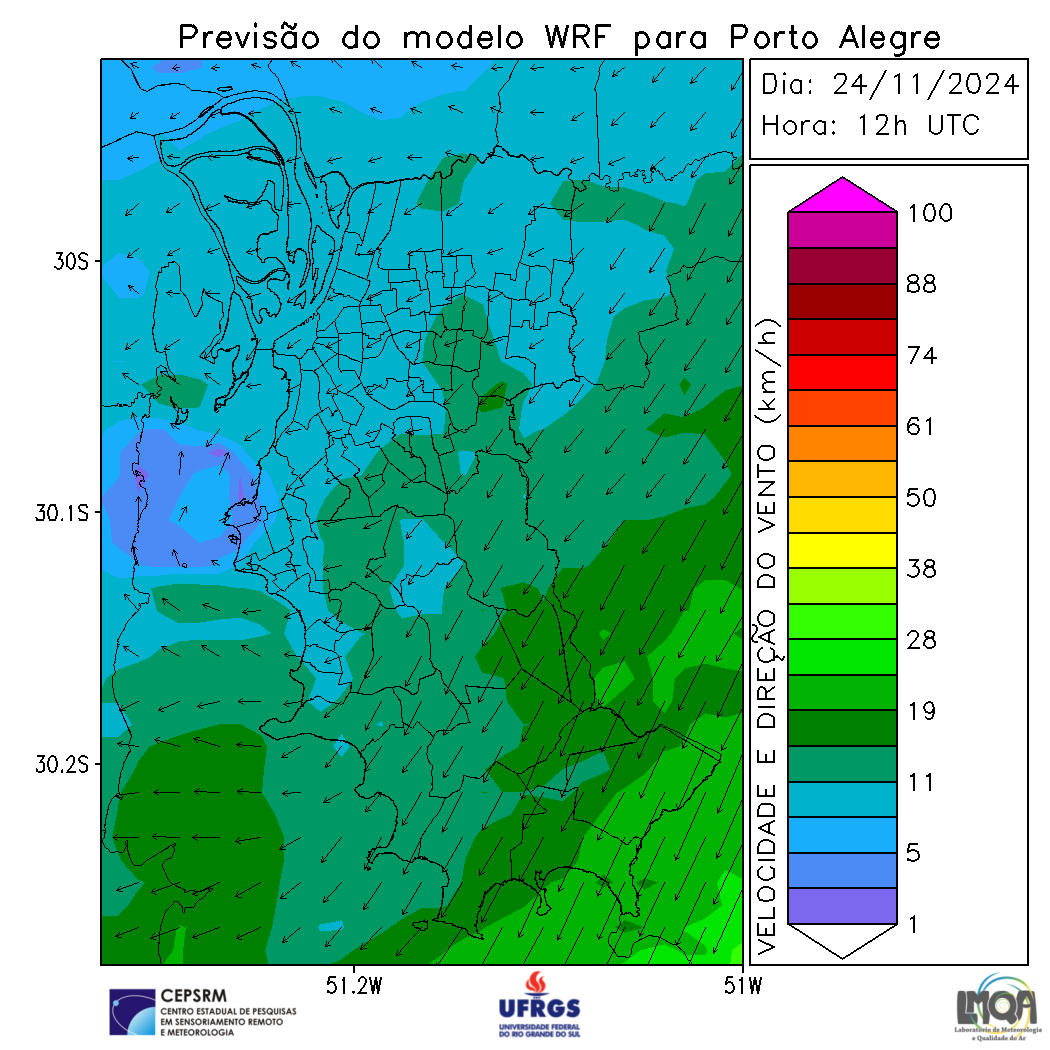 Previsão do modelo WRF para Porto Alegre
Dia: 24/11/2024
Hora: 12h UTC
30S
30.1S
30.2S
51.2W
51W
VELOCIDADE E DIREÇÃO DO VENTO (km/h)
100
88
74
61
50
38
28
19
11
5
1
CEPSRM
CENTRO ESTADUAL DE PESQUISAS
EM SENSORIAMENTO REMOTO
E METEOROLOGIA
UFRGS
UNIVERSIDADE FEDERAL
DO RIO GRANDE DO SUL
LMQA
Laboratório de Meteorologia
e Qualidade do Ar